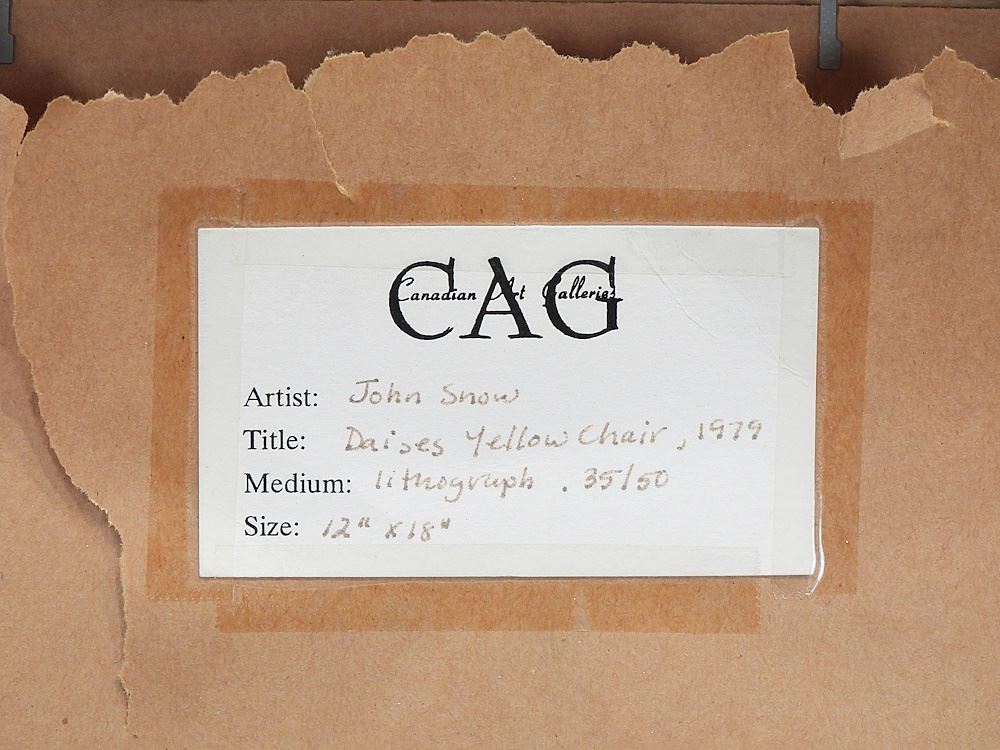 CAG
Canadian Art Galleries
Artist: John Snow
Title: Daises Yellow Chair, 1979
Medium: lithograph . 35/50
Size: 12" x 18"